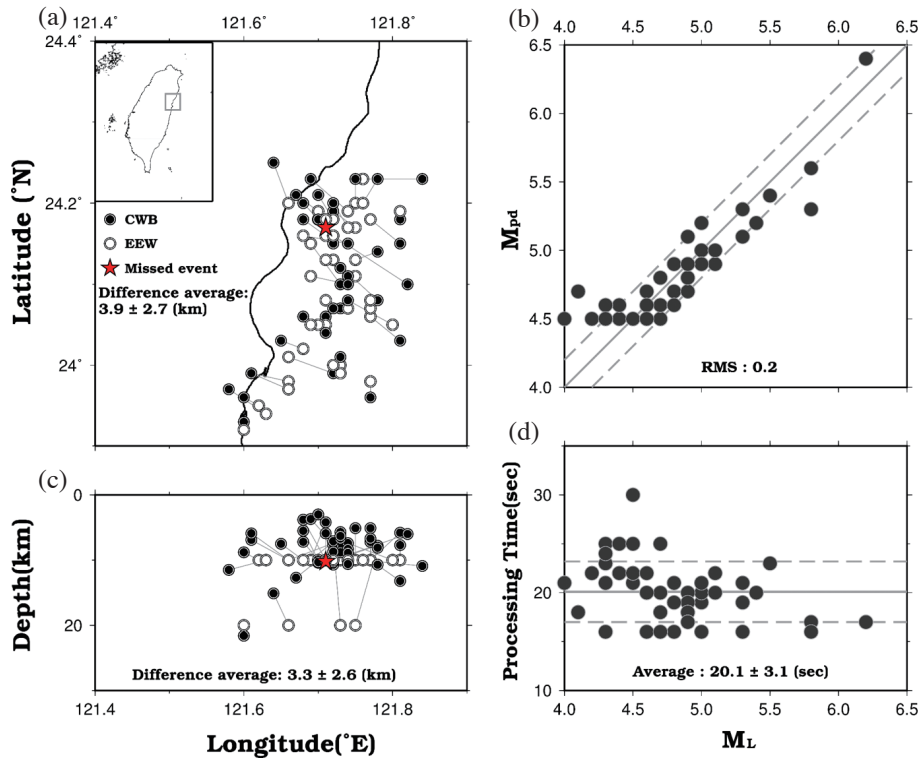 (a)
121.4° 121.6° 121.8°
24.4°
24.2°
24°
Latitude (°N)
CWB
EEW
Missed event
Difference average:
3.9 ± 2.7 (km)
(c)
0
10
20
Depth(km)
Difference average: 3.3 ± 2.6 (km)
121.4° 121.6° 121.8°
Longitude(°E)
(b)
4.0 4.5 5.0 5.5 6.0 6.5
6.5
6.0
5.5
5.0
4.5
4.0
Mpd
RMS : 0.2
(d)
30
20
10
Processing Time(sec)
Average : 20.1 ± 3.1 (sec)
4.0 4.5 5.0 5.5 6.0 6.5
ML